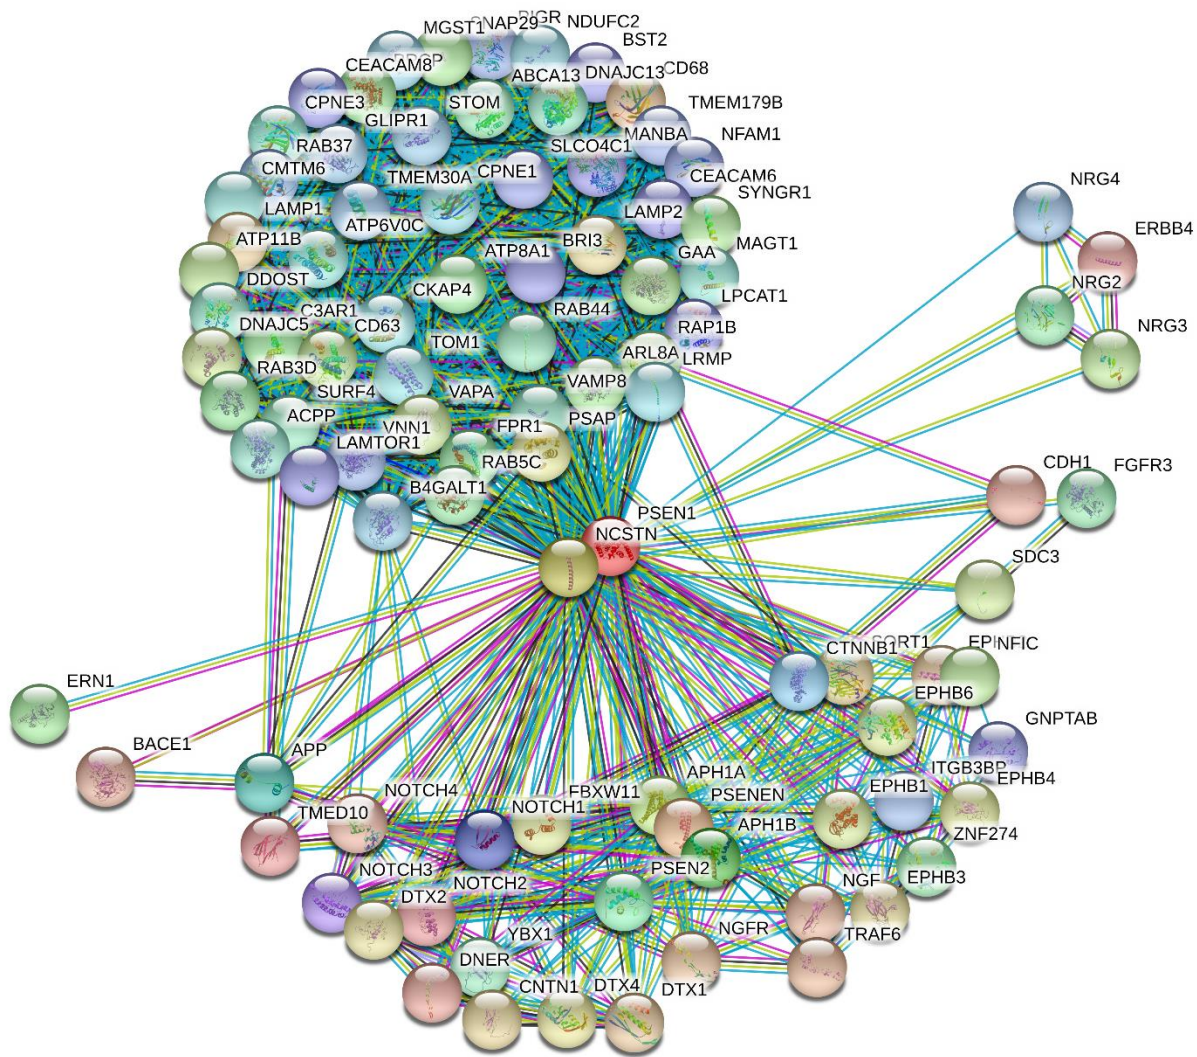 MGST1
SNAP29
PIGR
NDUFC2
BST2
CEACAM8
ABCA13
DNAJC13
CD68
CPNE3
STOM
TMEM179B
GLIPR1
MANBA
NFAM1
RAB37
SLCO4C1
CMTM6
TMEM30A
CPNE1
CEACAM6
SYNGR1
LAMP1
LAMP2
ATP6V0C
ATP11B
BRI3
MAGT1
ATP8A1
GAA
DDOST
CKAP4
LPCAT1
C3AR1
RAB44
DNAJC5
CD63
RAP1B
TOM1
RAB3D
ARL8A
LRMP
SURF4
VAPA
VAMP8
ACPP
VNN1
FPR1
PSAP
LAMTOR1
RAB5C
B4GALT1
NRG4
ERBB4
NRG2
NRG3
CDH1
FGFR3
PSEN1
NCSTN
SDC3
CTNNB1
SORT1
NFIC
EPHB6
ERN1
GNPTAB
BACE1
APP
ITGB3BP
APH1A
EPHB4
NOTCH4
FBXW11
PSENEN
EPHB1
TMED10
NOTCH1
APH1B
ZNF274
NOTCH3
PSEN2
NGF
EPHB3
NOTCH2
DTX2
NGFR
TRAF6
YBX1
DNER
CNTN1
DTX4
DTX1